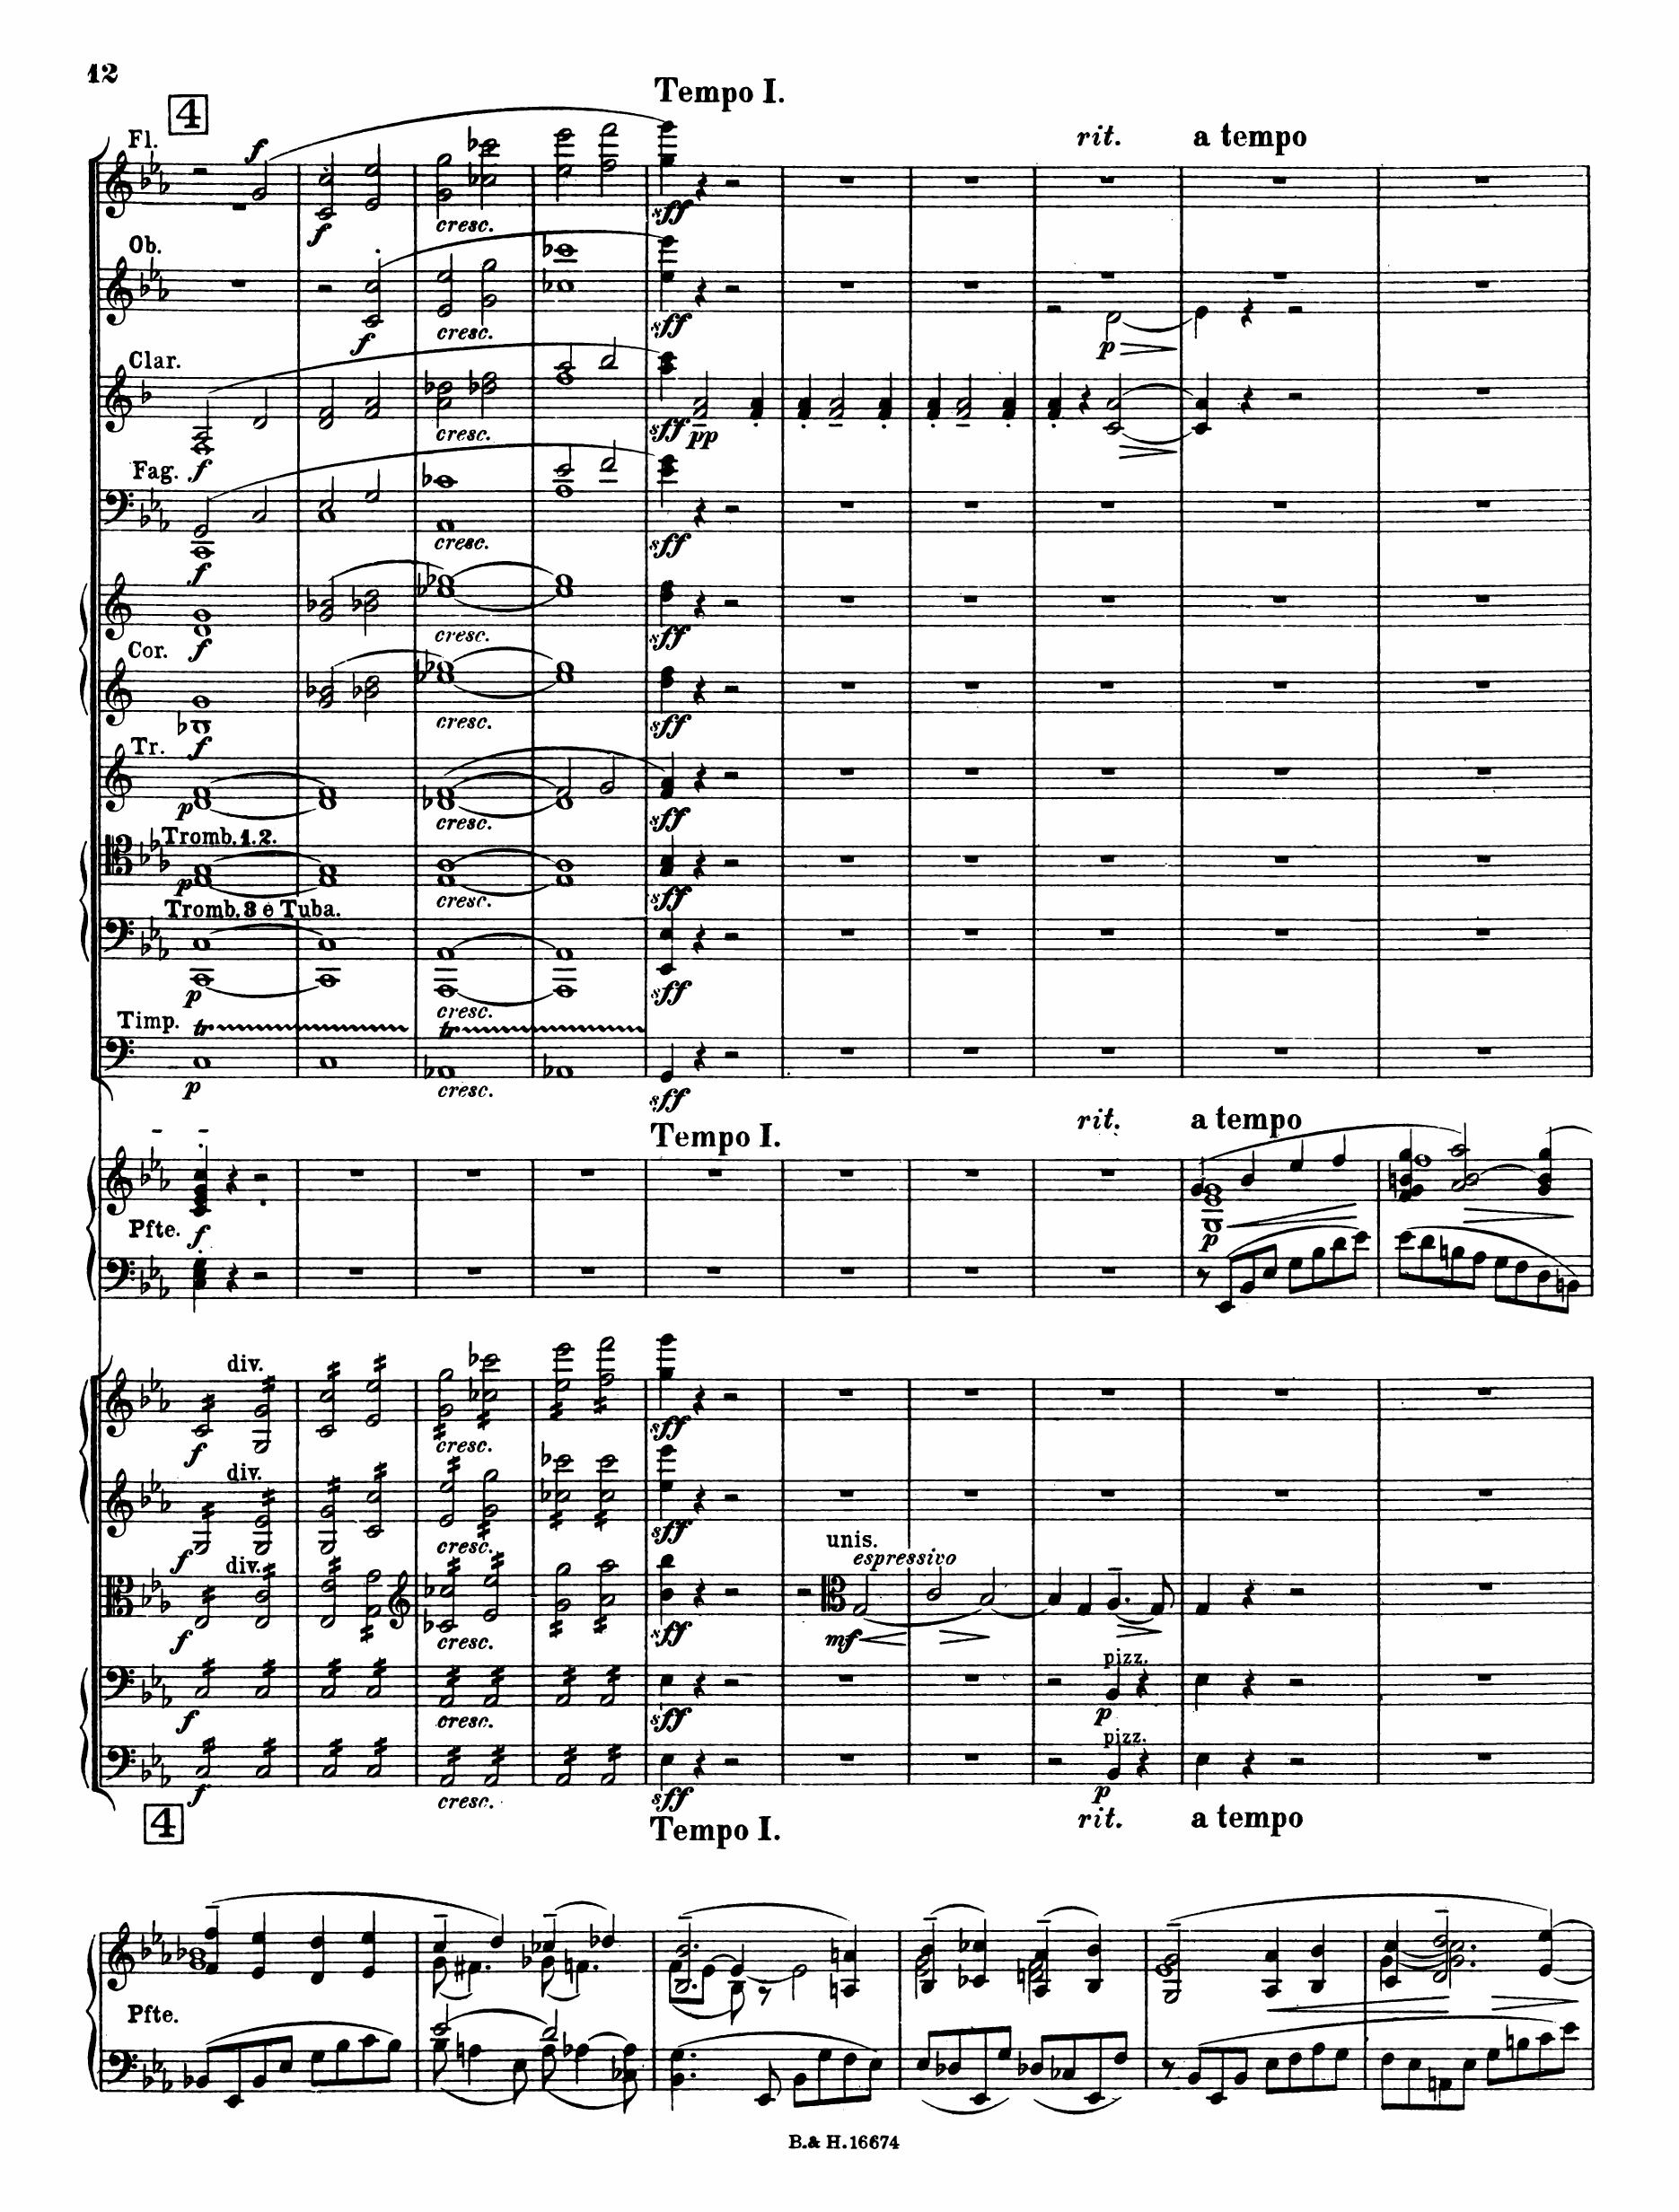 12
Tempo I.
4
rit. a tempo
Fl. f
f cresc. sff
Ob.
f cresc. sff p
Clar.
f cresc. sff pp
Fag.
f cresc. sff
f cresc. sff
Cor.
f cresc. sff
Tr.
p cresc. sff
Tromb. 1. 2.
p cresc. sff
Tromb. 3 e Tuba.
p cresc. sff
Timp. tr tr
p cresc. sff
rit. a tempo
Tempo I.
Pfte. f p
div.
f cresc. sff
div.
f cresc. sff
unis.
espressivo
div.
f cresc. sff mf
pizz.
f cresc. sff p
pizz.
f cresc. sff p
4 Tempo I. rit. a tempo
Pfte.
B. & H. 16674